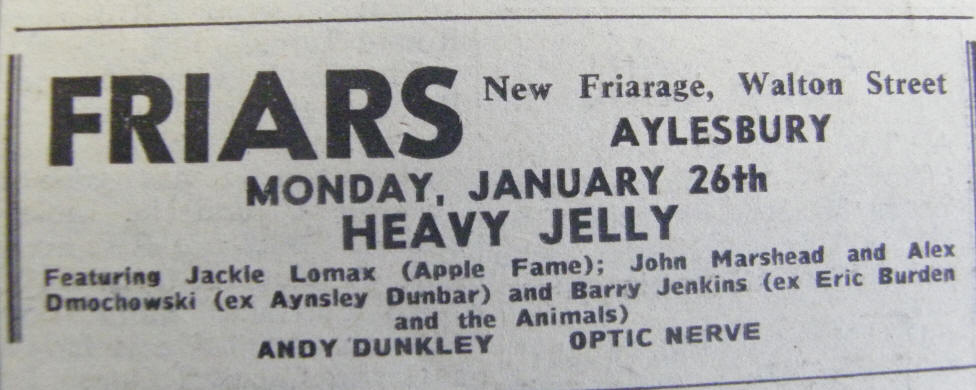 FRIARS New Friarage, Walton Street
AYLESBURY
MONDAY, JANUARY 26th
HEAVY JELLY
Featuring Jackie Lomax (Apple Fame); John Marshead and Alex
Dmochowski (ex Aynsley Dunbar) and Barry Jenkins (ex Eric Burden
and the Animals)
ANDY DUNKLEY OPTIC NERVE